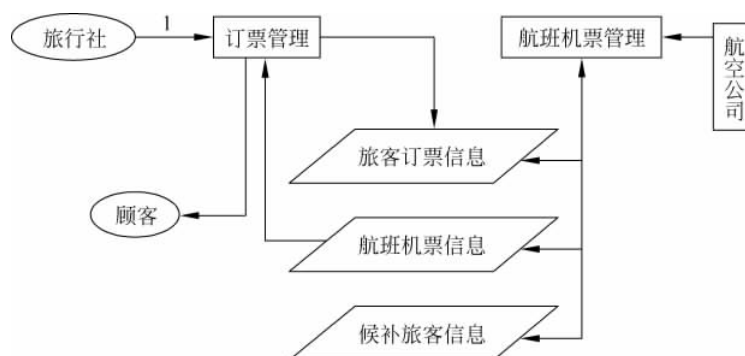 旅行社
1
订票管理
航班机票管理
航空公司
旅客订票信息
顾客
航班机票信息
候补旅客信息